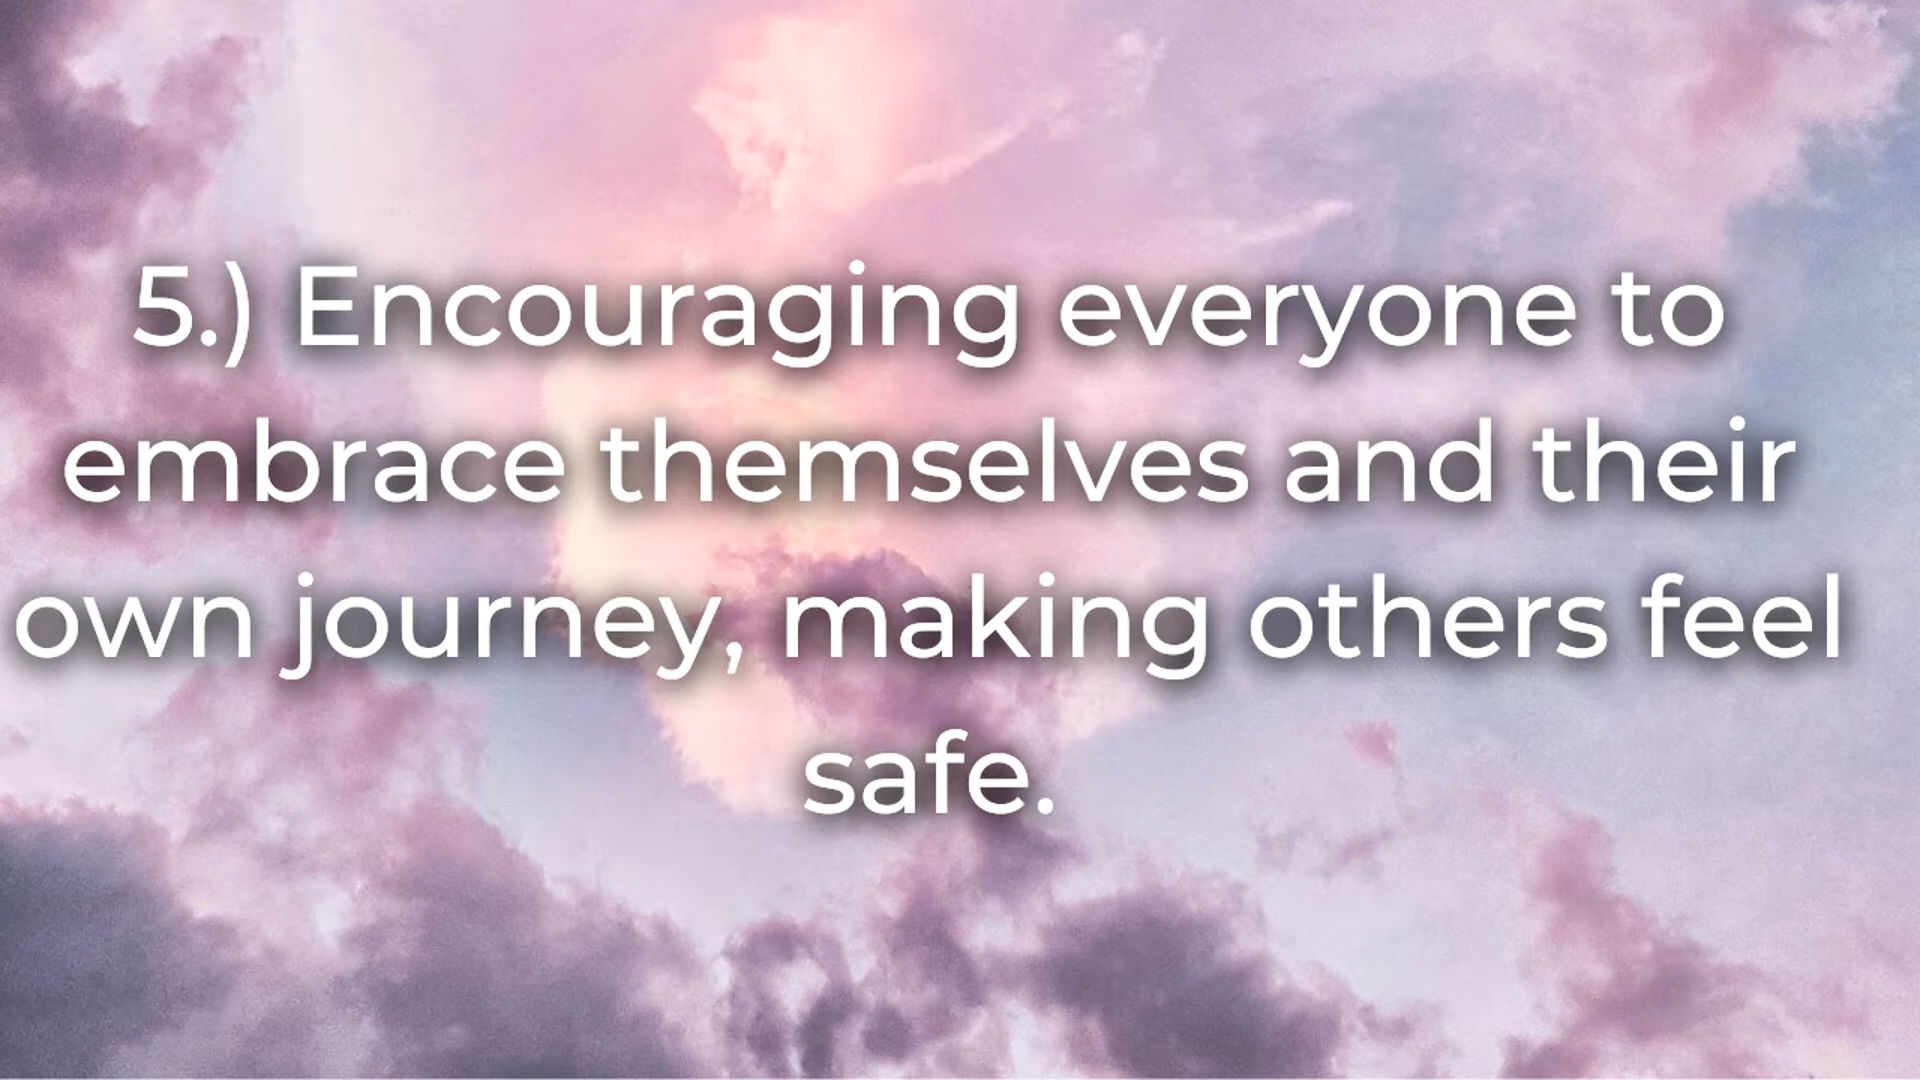 5.) Encouraging everyone to
embrace themselves and their
own journey, making others feel
safe.